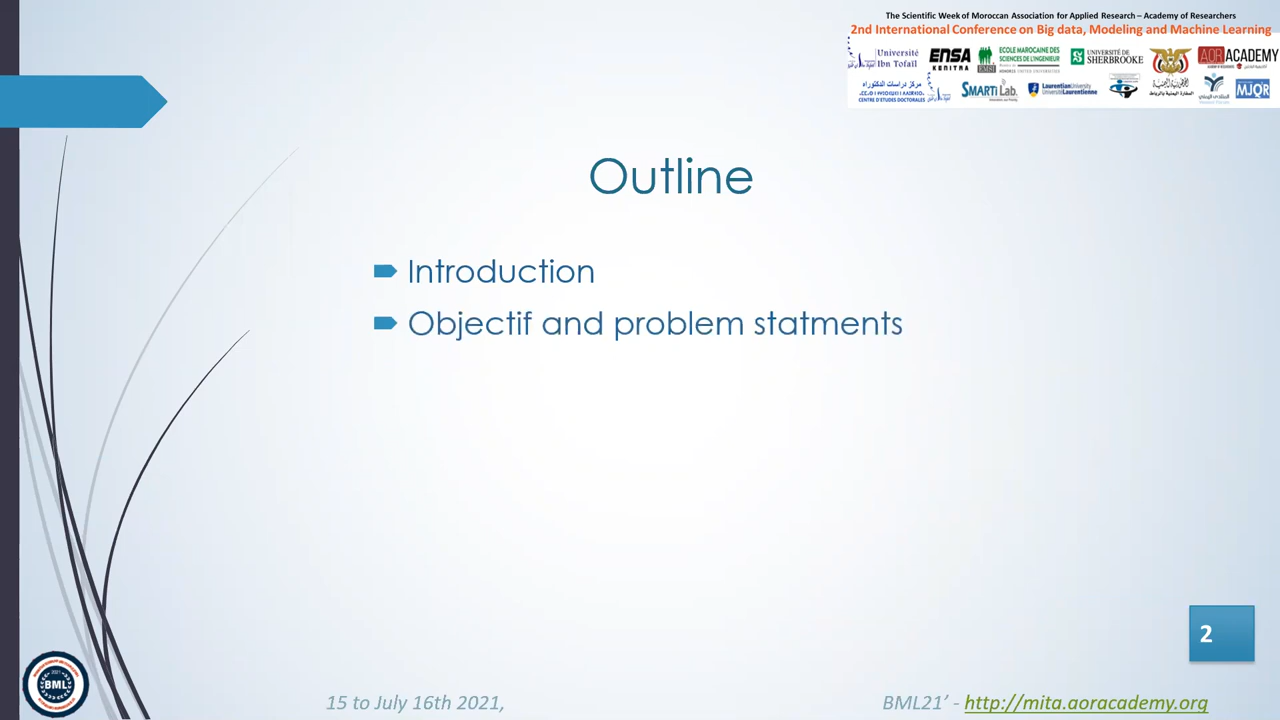 The Scientific Week of Moroccan Association for Applied Research – Academy of Researchers
2nd International Conference on Big data, Modeling and Machine Learning
Université
Ibn Tofail
ENSA
KENITRA
EMSI
ECOLE MAROCAINE DES
SCIENCES DE L'INGENIEUR
UNIVERSITÉ DE
SHERBROOKE
AOR ACADEMY
مركز دراسات الدكتوراه
CENTRE D'ETUDES DOCTORALES
SMARTi Lab.
LaurentianUniversity
UniversitéLaurentienne
MJQR
Outline
Introduction
Objectif and problem statments
2
BML
15 to July 16th 2021,
BML21’ - http://mita.aoracademy.org